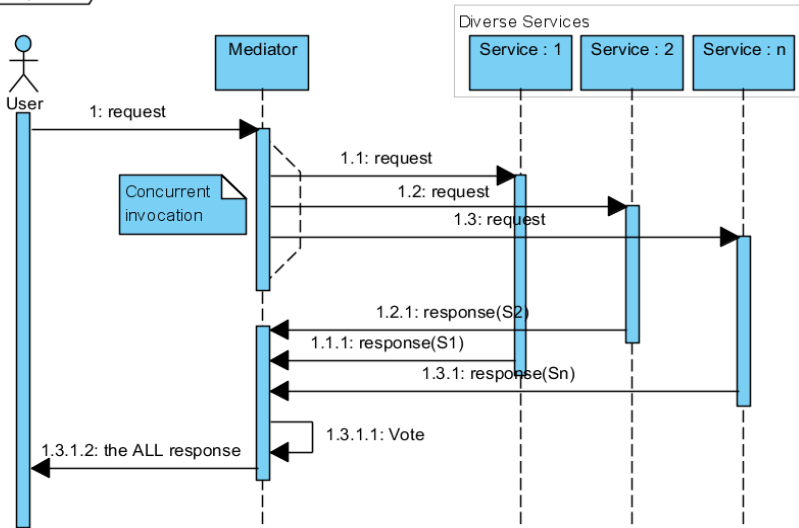 Diverse Services
Mediator
Service : 1
Service : 2
Service : n
User
1: request
1.1: request
Concurrent
invocation
1.2: request
1.3: request
1.2.1: response(S2)
1.1.1: response(S1)
1.3.1: response(Sn)
1.3.1.1: Vote
1.3.1.2: the ALL response